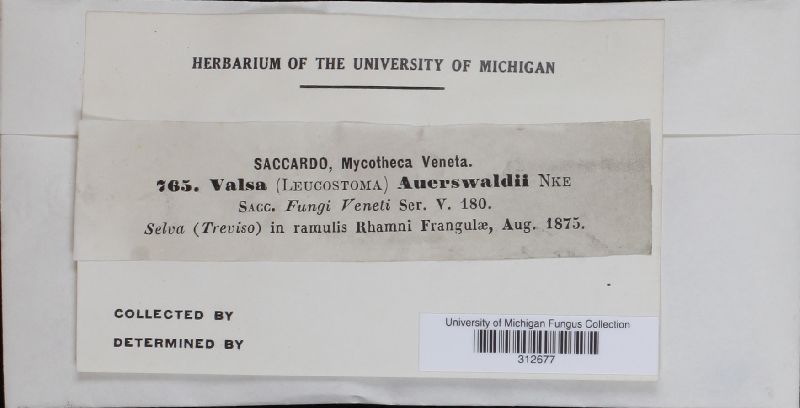 HERBARIUM OF THE UNIVERSITY OF MICHIGAN
SACCARDO, Mycotheca Veneta.
765. Valsa (LEUCOSTOMA) Auerswaldii NKE
SACC. Fungi Veneti Ser. V. 180.
Selva (Treviso) in ramulis Rhamni Frangulæ, Aug. 1875.
COLLECTED BY
DETERMINED BY
University of Michigan Fungus Collection
312677